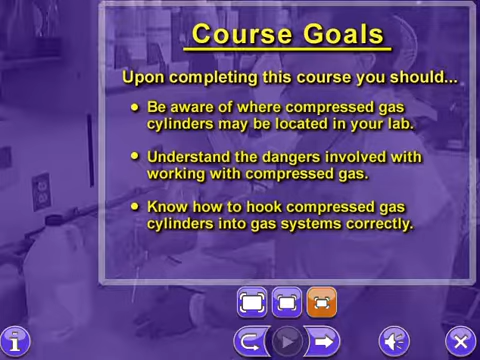 Course Goals
Upon completing this course you should...
Be aware of where compressed gas
cylinders may be located in your lab.
Understand the dangers involved with
working with compressed gas.
Know how to hook compressed gas
cylinders into gas systems correctly.